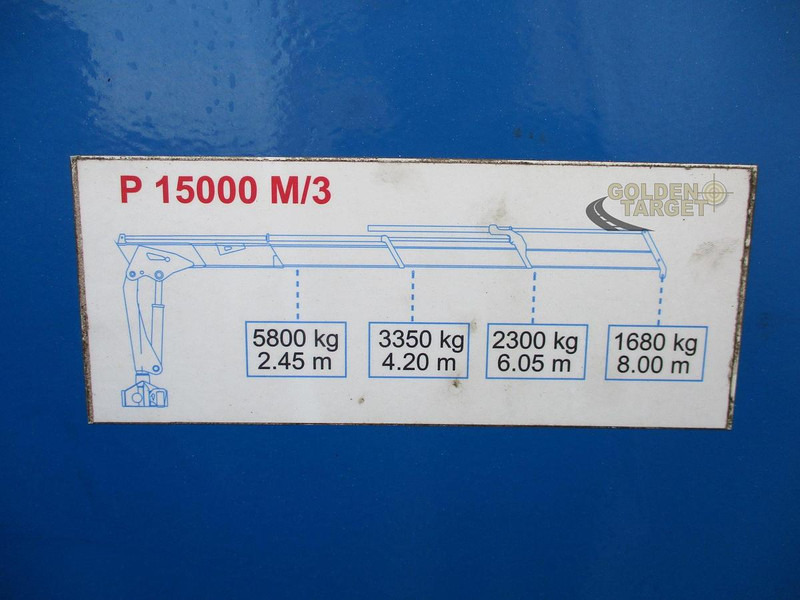 P 15000 M/3
GOLDEN
TARGET
5800 kg
2.45 m
3350 kg
4.20 m
2300 kg
6.05 m
1680 kg
8.00 m